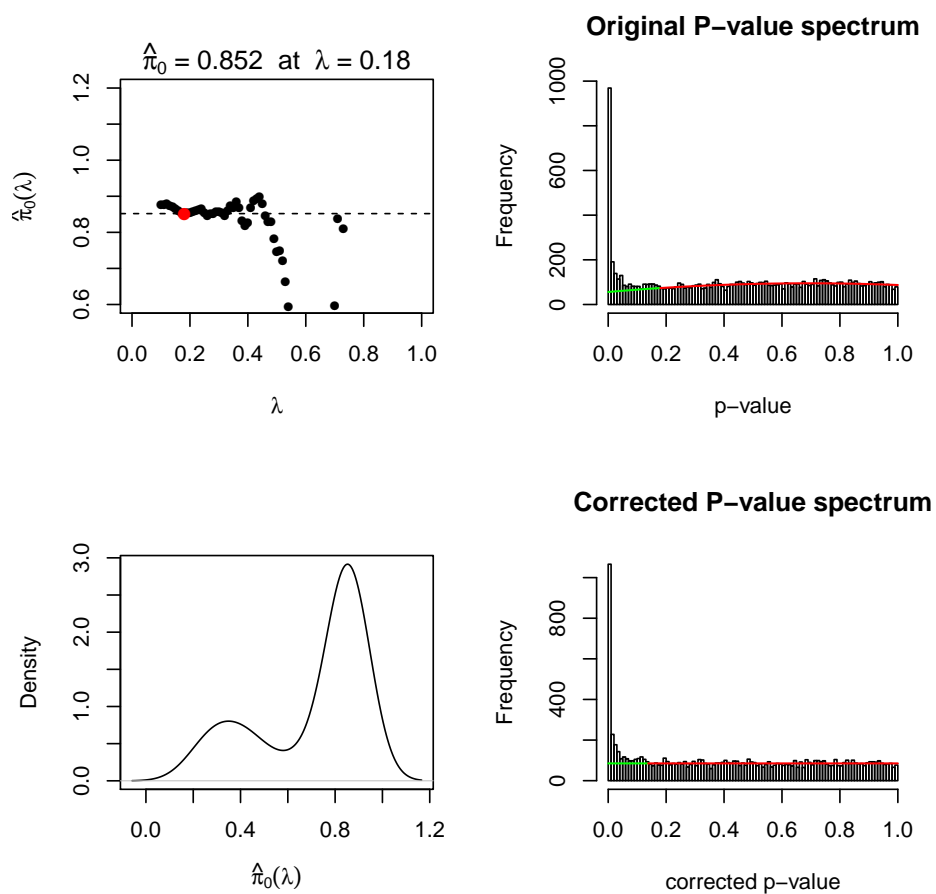 π̂₀ = 0.852 at λ = 0.18
π̂₀(λ)
1.2
1.0
0.8
0.6
0.0 0.2 0.4 0.6 0.8 1.0
λ
Original P−value spectrum
Frequency
1000
600
200
0
0.0 0.2 0.4 0.6 0.8 1.0
p−value
Density
3.0
2.0
1.0
0.0
0.0 0.4 0.8 1.2
π̂₀(λ)
Corrected P−value spectrum
Frequency
800
400
0
0.0 0.2 0.4 0.6 0.8 1.0
corrected p−value